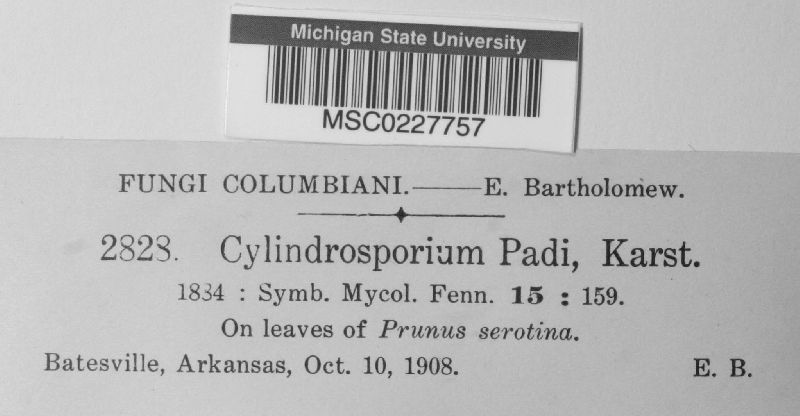 Michigan State University
MSC0227757
FUNGI COLUMBIANI.——E. Bartholomew.
2823. Cylindrosporium Padi, Karst.
1834 : Symb. Mycol. Fenn. 15 : 159.
On leaves of Prunus serotina.
Batesville, Arkansas, Oct. 10, 1908. E. B.